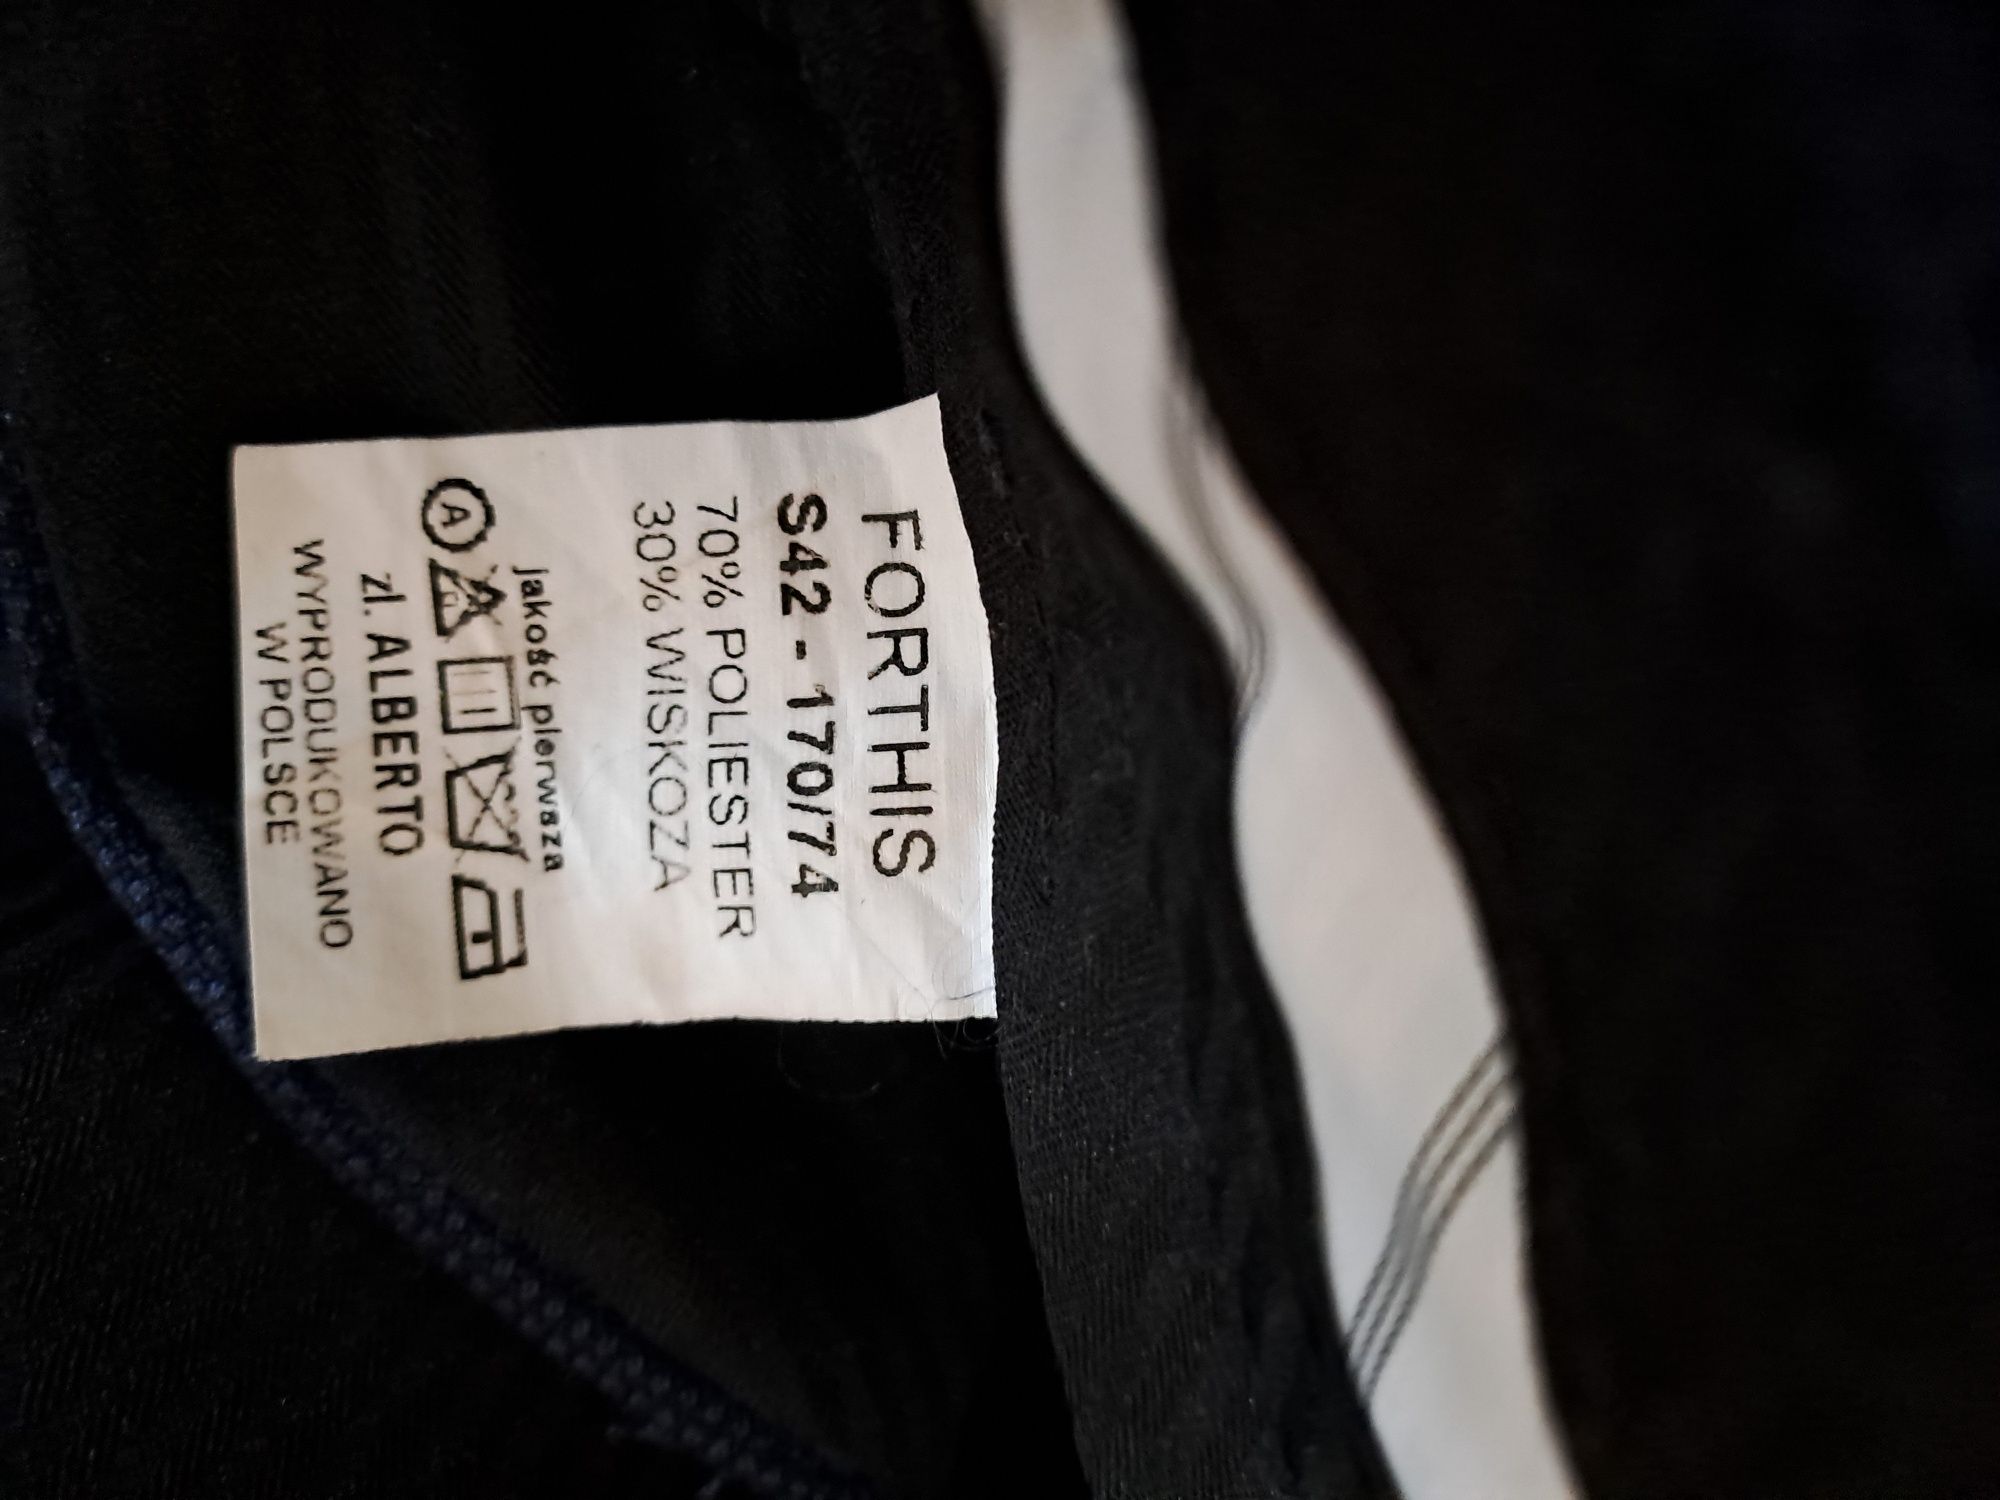 FORTHIS
S42 - 170/74
70% POLIESTER
30% WISKOZA
jakość pierwsza
A
zł. ALBERTO
WYPRODUKOWANO
W POLSCE